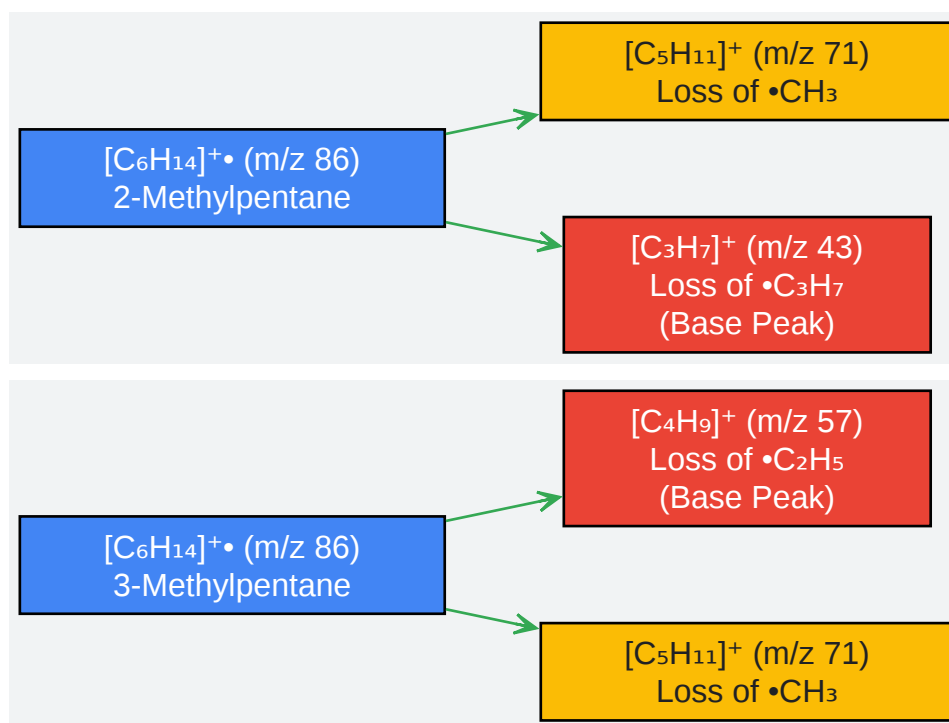 [C₅H₁₁]⁺ (m/z 71)
Loss of •CH₃
[C₆H₁₄]⁺• (m/z 86)
2-Methylpentane
[C₃H₇]⁺ (m/z 43)
Loss of •C₃H₇
(Base Peak)
[C₄H₉]⁺ (m/z 57)
Loss of •C₂H₅
(Base Peak)
[C₆H₁₄]⁺• (m/z 86)
3-Methylpentane
[C₅H₁₁]⁺ (m/z 71)
Loss of •CH₃